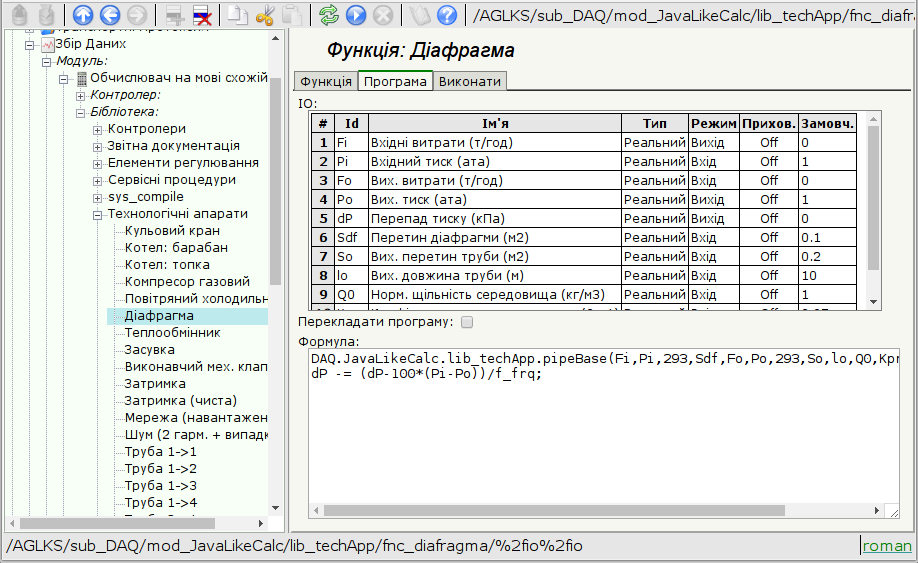 /AGLKS/sub_DAQ/mod_JavaLikeCalc/lib_techApp/fnc_diafra
Збір Даних
Модуль:
Обчислювач на мові схожій
Контролер:
Бібліотека:
Контролери
Звітна документація
Елементи регулювання
Сервісні процедури
sys_compile
Технологічні апарати
Кульовий кран
Котел: барабан
Котел: топка
Компресор газовий
Повітряний холодильн
Діафрагма
Теплообмінник
Засувка
Виконавчий мех. клап
Затримка
Затримка (чиста)
Мережа (навантажен
Шум (2 гарм. + випадк
Труба 1->1
Труба 1->2
Труба 1->3
Труба 1->4
Функція: Діафрагма
Функція Програма Виконати
IO:
# Id Ім'я Тип Режим Прихов. Замовч.
1 Fi Вхідні витрати (т/год) Реальний Вихід Off 0
2 Pi Вхідний тиск (ата) Реальний Вхід Off 1
3 Fo Вих. витрати (т/год) Реальний Вхід Off 0
4 Po Вих. тиск (ата) Реальний Вихід Off 1
5 dP Перепад тиску (кПа) Реальний Вихід Off 0
6 Sdf Перетин діафрагми (м2) Реальний Вхід Off 0.1
7 So Вих. перетин труби (м2) Реальний Вхід Off 0.2
8 lo Вих. довжина труби (м) Реальний Вхід Off 10
9 Q0 Норм. щільність середовища (кг/м3) Реальний Вхід Off 1
Перекладати програму:
Формула:
DAQ.JavaLikeCalc.lib_techApp.pipeBase(Fi,Pi,293,Sdf,Fo,Po,293,So,lo,Q0,Kpr
dP -= (dP-100*(Pi-Po))/f_frq;
/AGLKS/sub_DAQ/mod_JavaLikeCalc/lib_techApp/fnc_diafragma/%2fio%2fio
roman